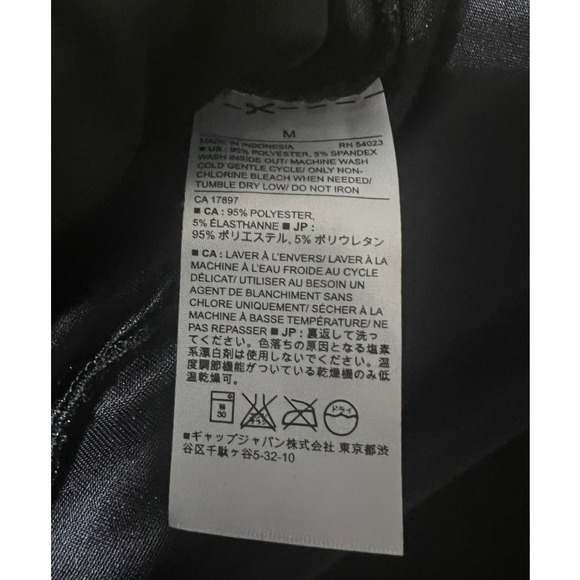 M
MADE IN INDONESIA RN 54023
■ US : 95% POLYESTER, 5% SPANDEX
WASH INSIDE OUT/ MACHINE WASH
COLD GENTLE CYCLE/ ONLY NON-
CHLORINE BLEACH WHEN NEEDED/
TUMBLE DRY LOW/ DO NOT IRON
CA 17897
■ CA : 95% POLYESTER,
5% ÉLASTHANNE ■ JP :
95% ポリエステル, 5% ポリウレタン
■ CA : LAVER À L'ENVERS/ LAVER À LA
MACHINE À L'EAU FROIDE AU CYCLE
DÉLICAT/ UTILISER AU BESOIN UN
AGENT DE BLANCHIMENT SANS
CHLORE UNIQUEMENT/ SÉCHER À LA
MACHINE À BASSE TEMPÉRATURE/ NE
PAS REPASSER ■ JP : 裏返して洗っ
てください。色落ちの原因となる塩素
系漂白剤は使用しないでください。温
度調節機能がついている乾燥機のみ低
温乾燥可。
弱 30 エンソ サラシ ドライ
■ギャップジャパン株式会社 東京都渋
谷区千駄ヶ谷5-32-10